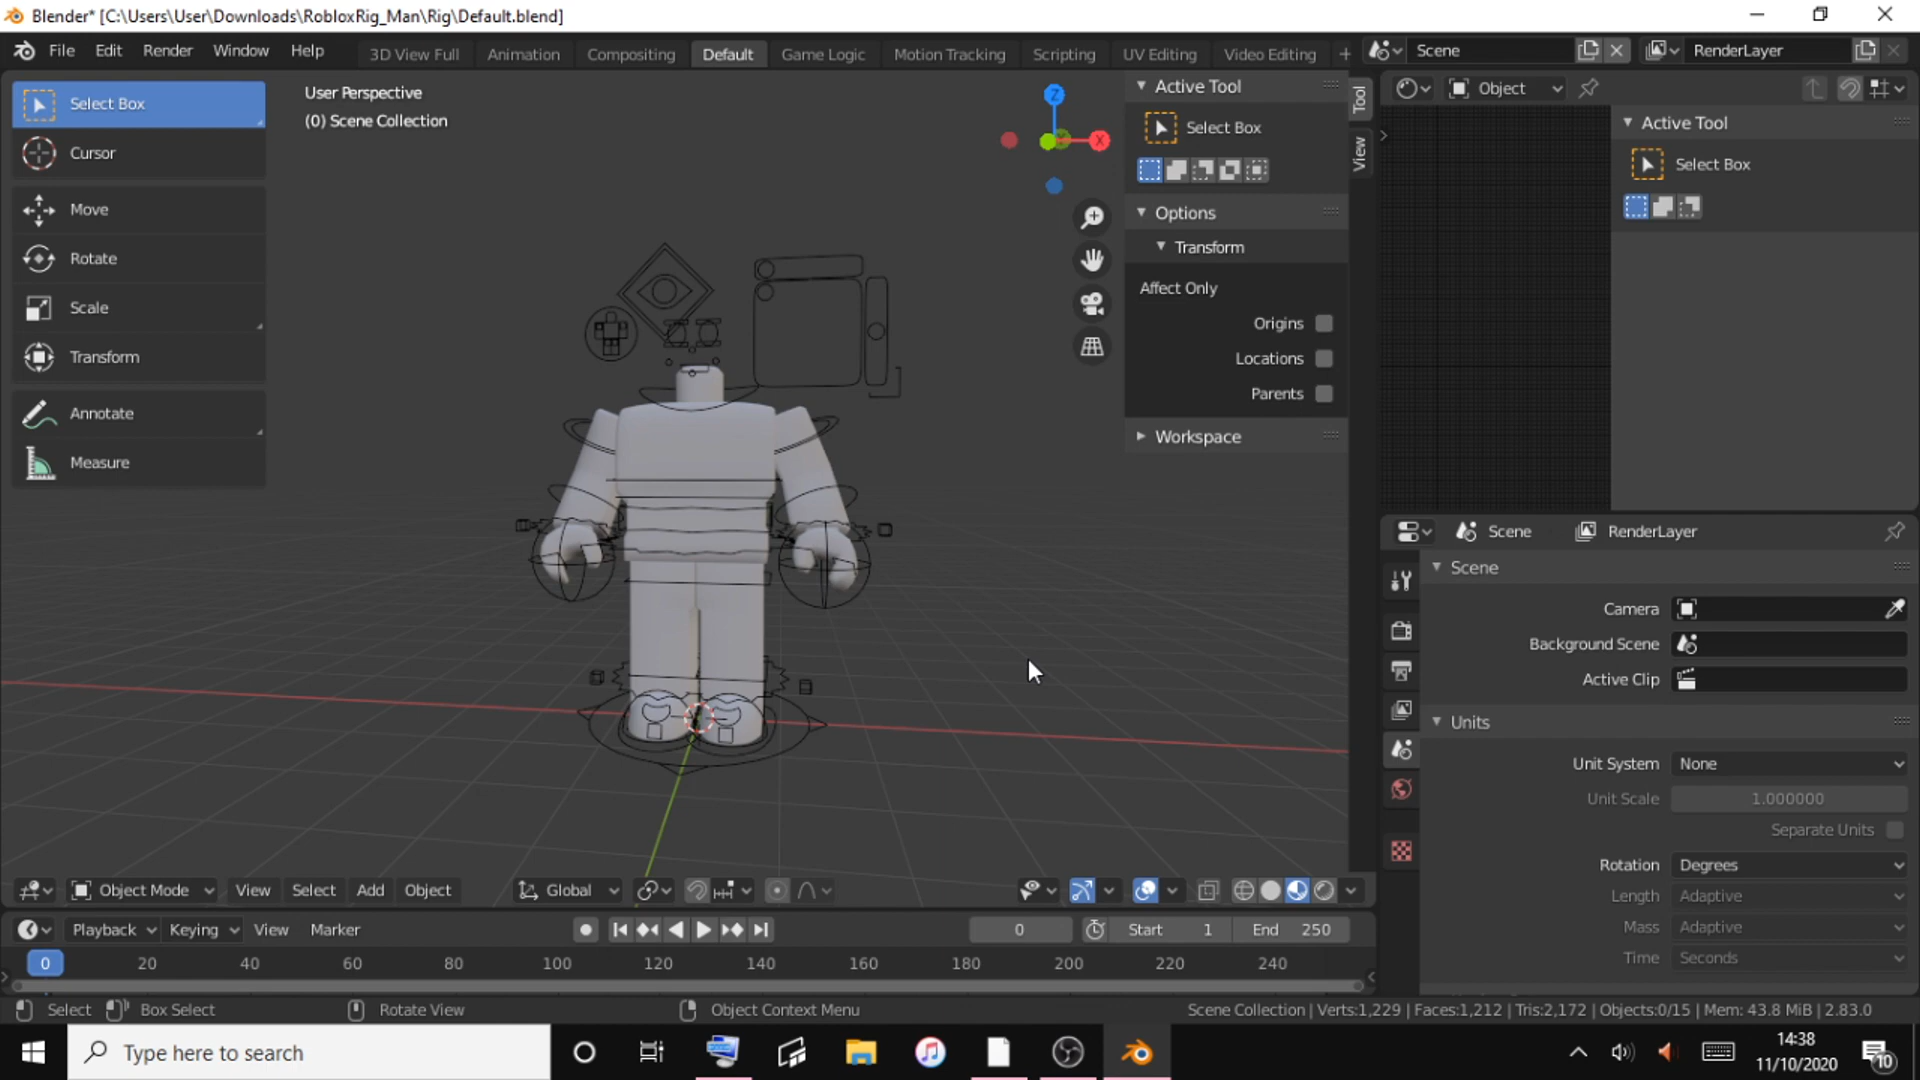 Blender* [C:\Users\User\Downloads\RobloxRig_Man\Rig\Default.blend]
File Edit Render Window Help 3D View Full Animation Compositing Default Game Logic Motion Tracking Scripting UV Editing Video Editing + Scene RenderLayer
Select Box
Cursor
Move
Rotate
Scale
Transform
Annotate
Measure
User Perspective
(0) Scene Collection
Z
X
Active Tool
Select Box
Options
Transform
Affect Only
Origins
Locations
Parents
Workspace
Tool
View
Object
Active Tool
Select Box
Scene RenderLayer
Scene
Camera
Background Scene
Active Clip
Units
Unit System None
Unit Scale 1.000000
Separate Units
Rotation Degrees
Length Adaptive
Mass Adaptive
Time Seconds
Object Mode View Select Add Object Global
Playback Keying View Marker 0 Start 1 End 250
0 20 40 60 80 100 120 140 160 180 200 220 240
Select Box Select Rotate View Object Context Menu Scene Collection | Verts:1,229 | Faces:1,212 | Tris:2,172 | Objects:0/15 | Mem: 43.8 MiB | 2.83.0
Type here to search
14:38
11/10/2020
10